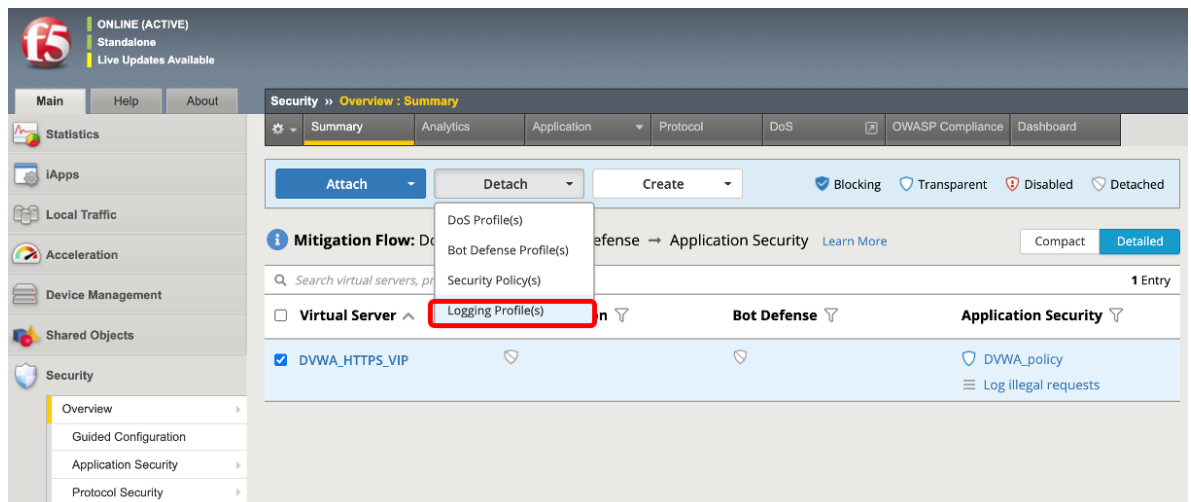 f5
ONLINE (ACTIVE)
Standalone
Live Updates Available
Main Help About
Security ›› Overview : Summary
Summary Analytics Application Protocol DoS OWASP Compliance Dashboard
Statistics
iApps
Local Traffic
Acceleration
Device Management
Shared Objects
Security
Overview
Guided Configuration
Application Security
Protocol Security
Attach Detach Create Blocking Transparent Disabled Detached
DoS Profile(s)
Bot Defense Profile(s)
Security Policy(s)
Logging Profile(s)
Mitigation Flow: Do efense → Application Security Learn More
Compact Detailed
Search virtual servers, pr
1 Entry
Virtual Server on Bot Defense Application Security
DVWA_HTTPS_VIP DVWA_policy
Log illegal requests